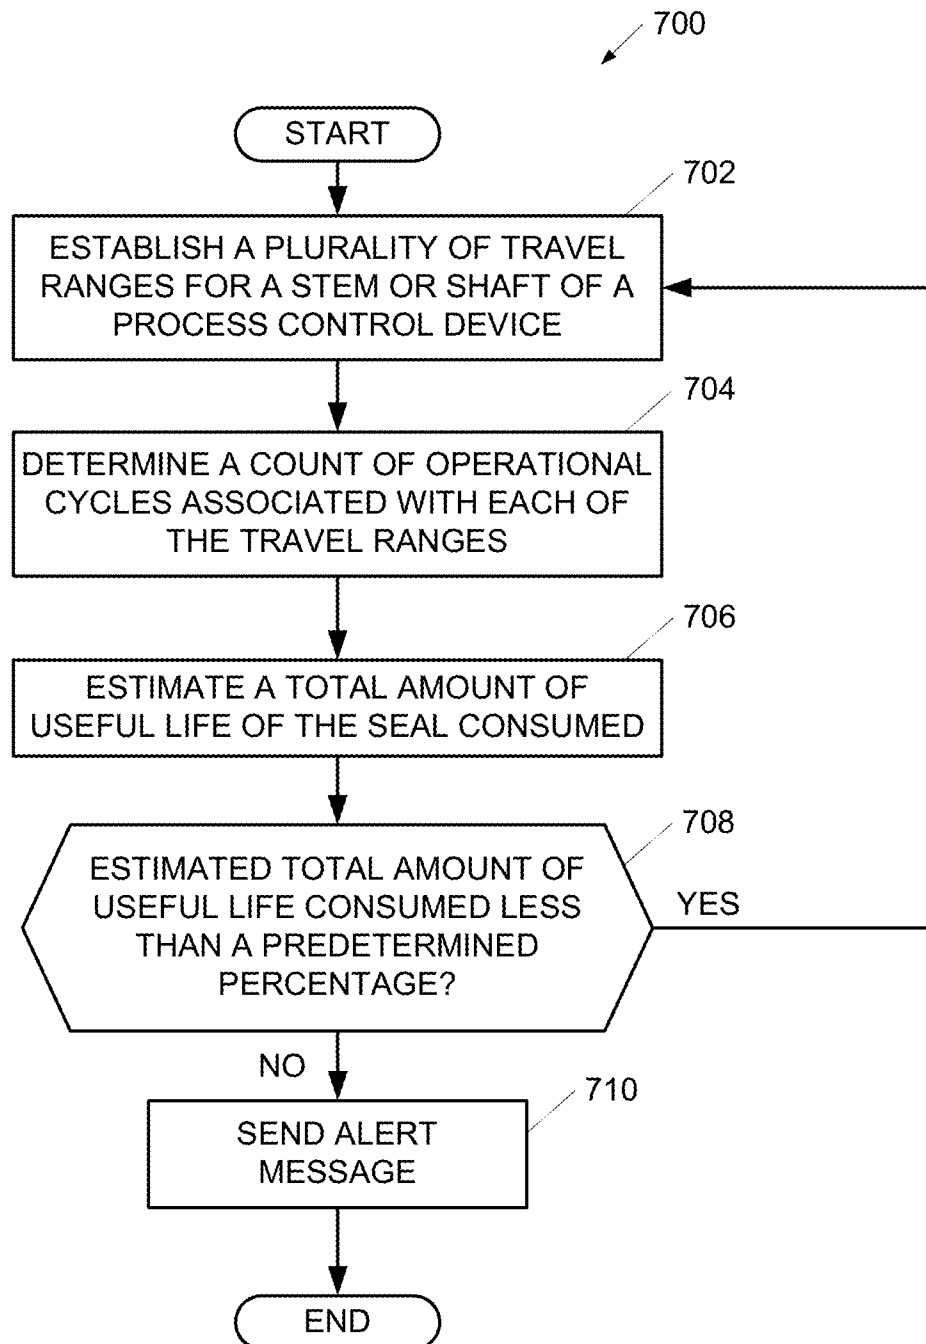 700
START
702
ESTABLISH A PLURALITY OF TRAVEL
RANGES FOR A STEM OR SHAFT OF A
PROCESS CONTROL DEVICE
704
DETERMINE A COUNT OF OPERATIONAL
CYCLES ASSOCIATED WITH EACH OF
THE TRAVEL RANGES
706
ESTIMATE A TOTAL AMOUNT OF
USEFUL LIFE OF THE SEAL CONSUMED
708
ESTIMATED TOTAL AMOUNT OF
USEFUL LIFE CONSUMED LESS
THAN A PREDETERMINED
PERCENTAGE?
YES
NO
710
SEND ALERT
MESSAGE
END